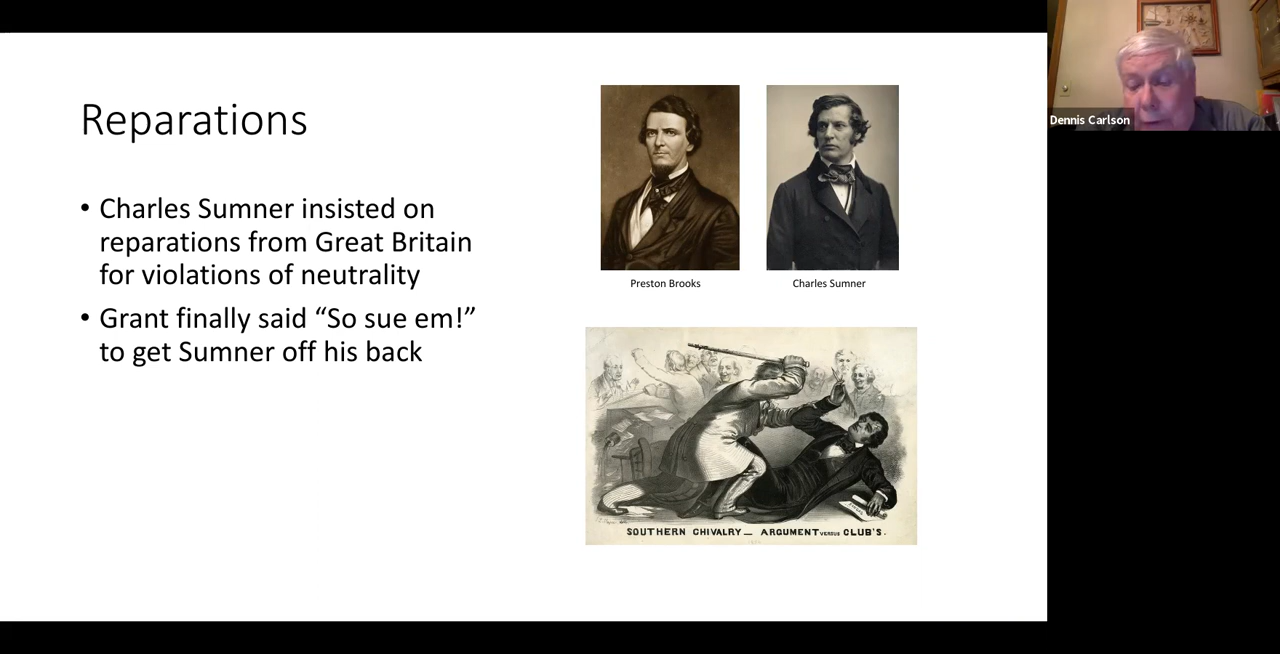 Reparations
• Charles Sumner insisted on
reparations from Great Britain
for violations of neutrality
• Grant finally said “So sue em!”
to get Sumner off his back
Preston Brooks
Charles Sumner
SOUTHERN CHIVALRY — ARGUMENT VERSUS CLUB'S.
Dennis Carlson